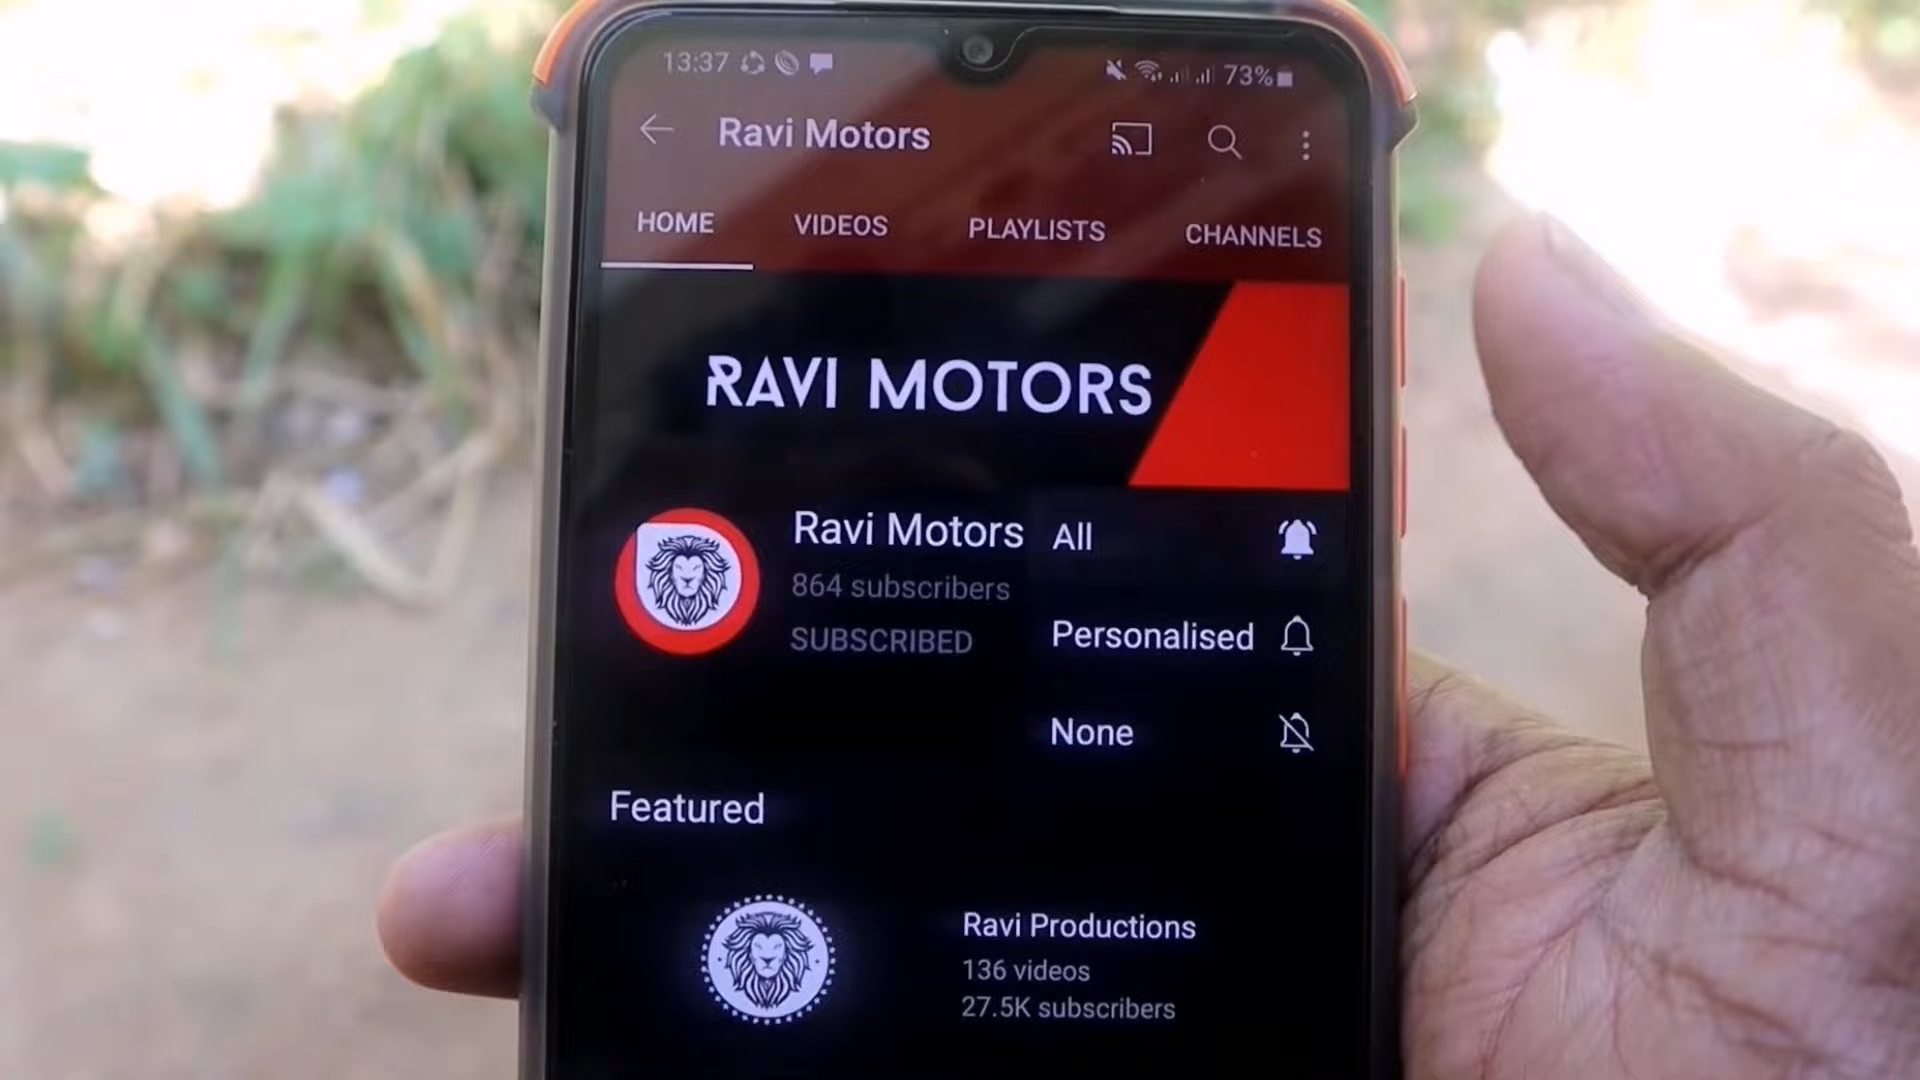 13:37
73%
Ravi Motors
HOME VIDEOS PLAYLISTS CHANNELS
RAVI MOTORS
Ravi Motors
864 subscribers
SUBSCRIBED
All
Personalised
None
Featured
Ravi Productions
136 videos
27.5K subscribers